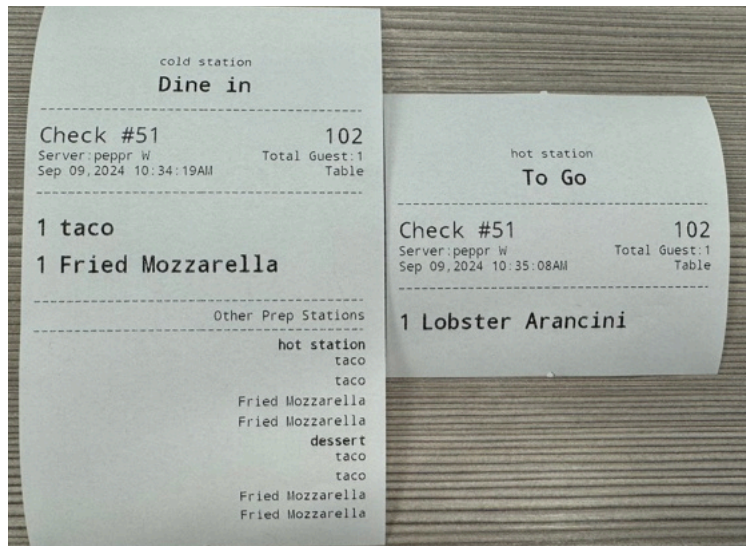 cold station
Dine in
Check #51 102
Server:peppr W Total Guest:1
Sep 09,2024 10:34:19AM Table
1 taco
1 Fried Mozzarella
Other Prep Stations
hot station
taco
taco
Fried Mozzarella
Fried Mozzarella
dessert
taco
taco
Fried Mozzarella
Fried Mozzarella
hot station
To Go
Check #51 102
Server:peppr W Total Guest:1
Sep 09,2024 10:35:08AM Table
1 Lobster Arancini